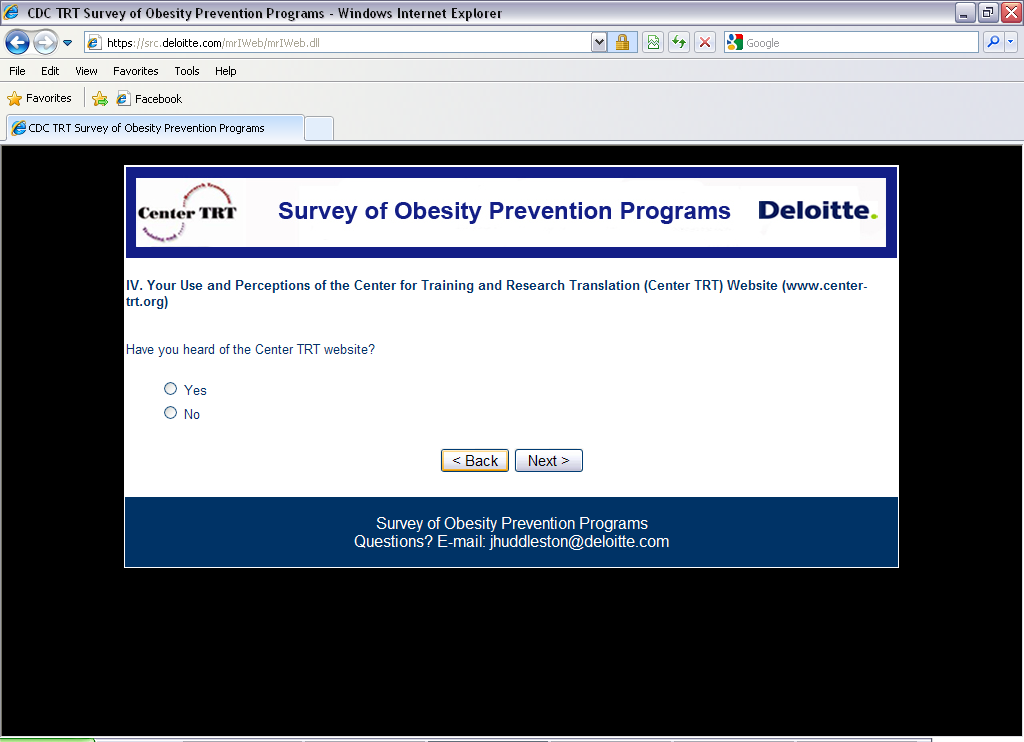 CDC TRT Survey of Obesity Prevention Programs - Windows Internet Explorer
https://src.deloitte.com/mrIWeb/mrIWeb.dll
Google
File Edit View Favorites Tools Help
Favorites Facebook
CDC TRT Survey of Obesity Prevention Programs
Center TRT
Survey of Obesity Prevention Programs
Deloitte.
IV. Your Use and Perceptions of the Center for Training and Research Translation (Center TRT) Website (www.center-
trt.org)
Have you heard of the Center TRT website?
Yes
No
< Back Next >
Survey of Obesity Prevention Programs
Questions? E-mail: jhuddleston@deloitte.com